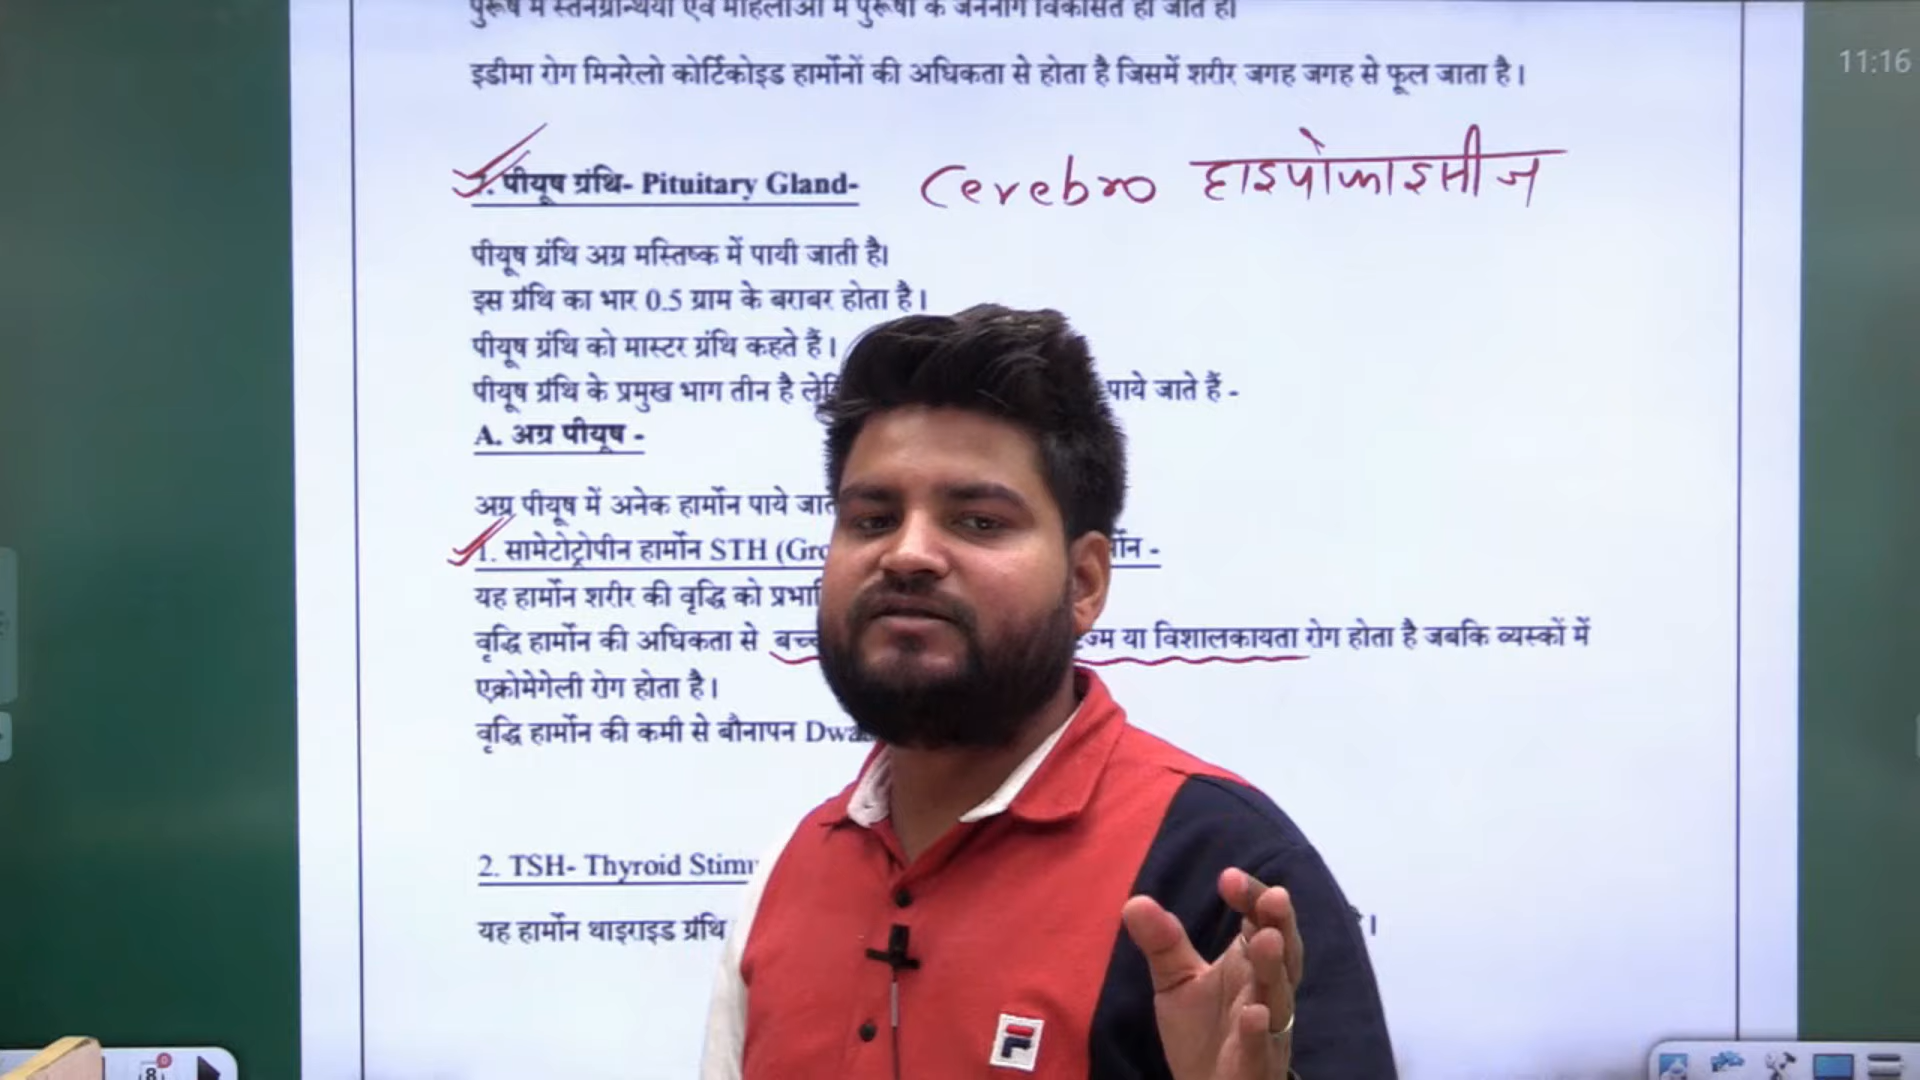 पुरूष में स्तनग्रन्थियां एवं महिलाओं में पुरूषों के जननांग विकसित हो जाते हैं।
11:16
इडीमा रोग मिनरेलो कोर्टिकोइड हार्मोनों की अधिकता से होता है जिसमें शरीर जगह जगह से फूल जाता है।
पीयूष ग्रंथि- Pituitary Gland- Cerebro हाइपोफाइसीज
पीयूष ग्रंथि अग्र मस्तिष्क में पायी जाती है।
इस ग्रंथि का भार 0.5 ग्राम के बराबर होता है।
पीयूष ग्रंथि को मास्टर ग्रंथि कहते हैं।
पीयूष ग्रंथि के प्रमुख भाग तीन है पाये जाते हैं -
A. अग्र पीयूष -
अग्र पीयूष में अनेक हार्मोन पाये
1. सामेटोट्रोपीन हार्मोन STH
यह हार्मोन शरीर की वृद्धि को
वृद्धि हार्मोन की अधिकता से या विशालकायता रोग होता है जबकि व्यस्कों में
एक्रोमेगेली रोग होता है।
वृद्धि हार्मोन की कमी से बौनापन
2. TSH- Thyroid
यह हार्मोन थाइराइड ग्रंथि
8
F